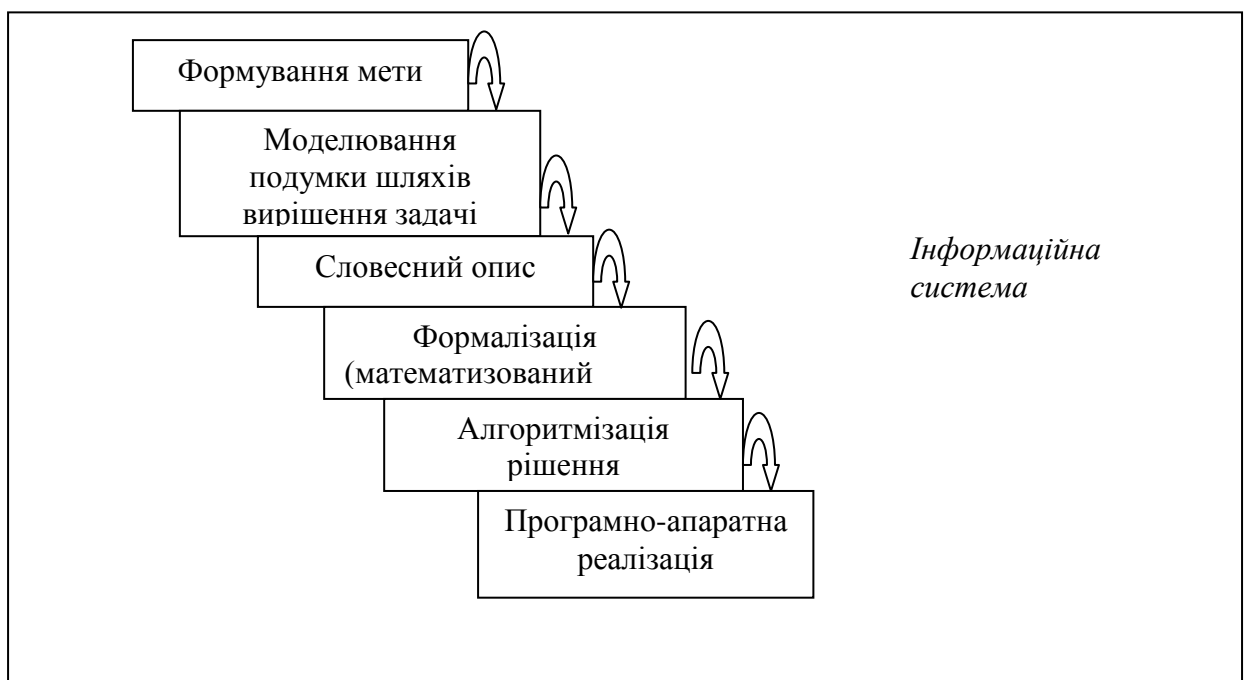 Формування мети
Моделювання
подумки шляхів
вирішення задачі
Словесний опис
Інформаційна
система
Формалізація
(математизований
Алгоритмізація
рішення
Програмно-апаратна
реалізація